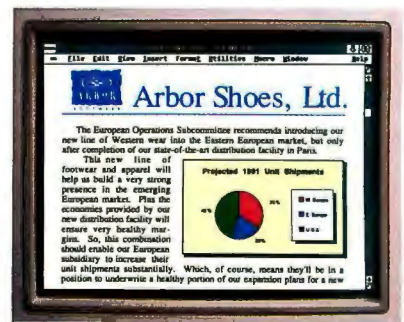 File Edit View Insert Format Utilities Macro Window Help
ARBOR
Arbor Shoes, Ltd.
The European Operations Subcommittee recommends introducing our
new line of Western wear into the Eastern European market, but only
after completion of our state-of-the-art distribution facility in Paris.
This new line of
footwear and apparel will
help us build a very strong
presence in the emerging
European market. Plus the
economies provided by our
new distribution facility will
ensure very healthy mar-
gins. So, this combination
should enable our European
subsidiary to increase their
Projected 1991 Unit Shipments
W. Europe
E. Europe
USA
unit shipments substantially. Which, of course, means they'll be in a
position to underwrite a healthy portion of our expansion plans for a new